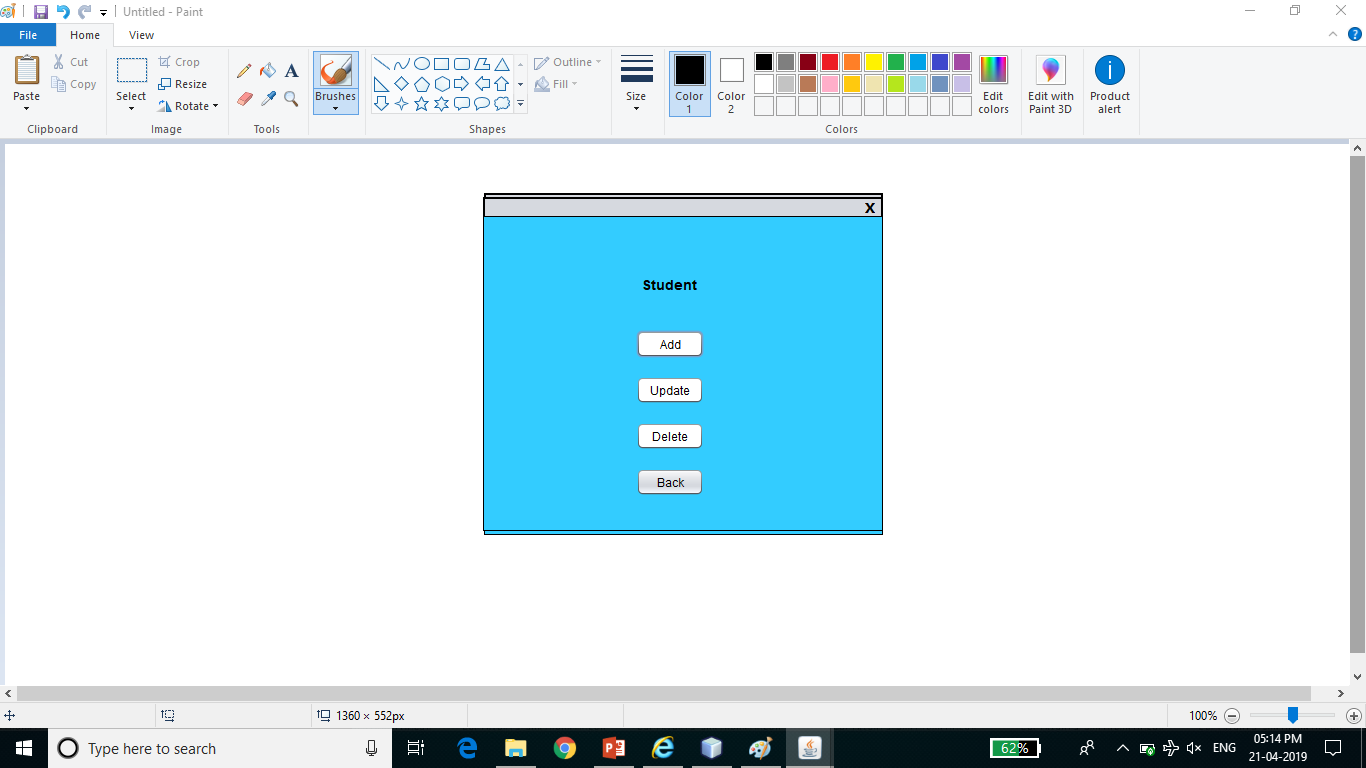 Untitled - Paint
File Home View
Paste
Cut
Copy
Clipboard
Select
Crop
Resize
Rotate
Image
A
Tools
Brushes
Outline
Fill
Shapes
Size
Color 1
Color 2
Edit colors
Colors
Edit with Paint 3D
Product alert
X
Student
Add
Update
Delete
Back
1360 × 552px
100%
Type here to search
62%
ENG
05:14 PM
21-04-2019